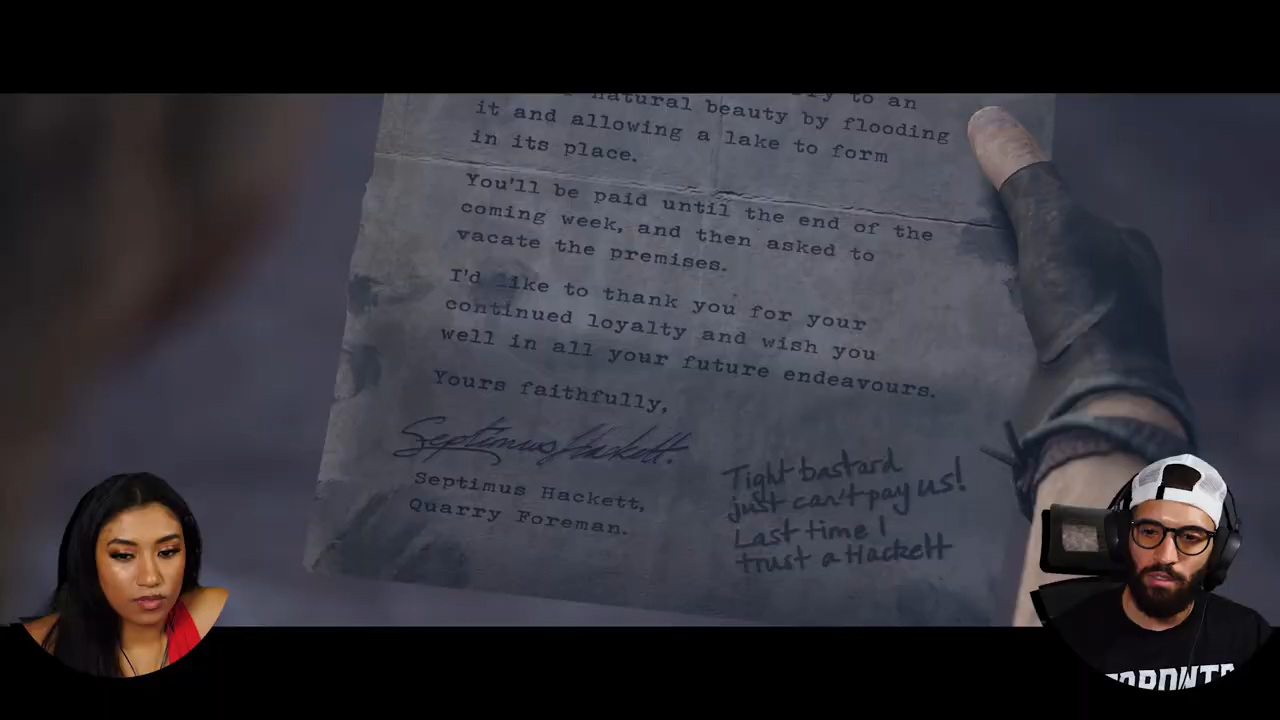 to an
natural beauty by flooding
it and allowing a lake to form
in its place.
You'll be paid until the end of the
coming week, and then asked to
vacate the premises.
I'd like to thank you for your
continued loyalty and wish you
well in all your future endeavours.
Yours faithfully,
Septimus Hackett.
Septimus Hackett,
Quarry Foreman.
Tight bastard
just can't pay us!
Last time I
trust a Hackett
TORONTO